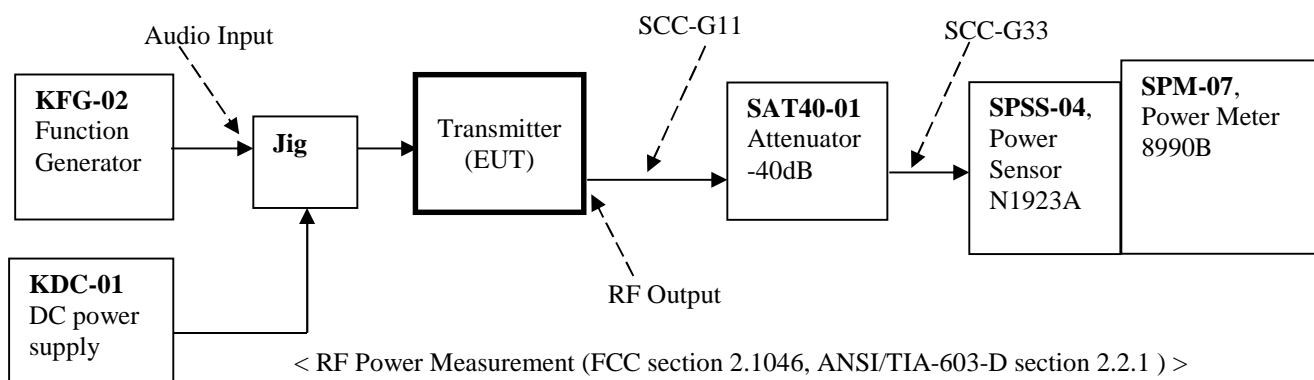 Audio Input
SCC-G11
SCC-G33
KFG-02
Function
Generator
Jig
Transmitter
(EUT)
SAT40-01
Attenuator
-40dB
SPSS-04,
Power
Sensor
N1923A
SPM-07,
Power Meter
8990B
KDC-01
DC power
supply
RF Output
< RF Power Measurement (FCC section 2.1046, ANSI/TIA-603-D section 2.2.1 ) >